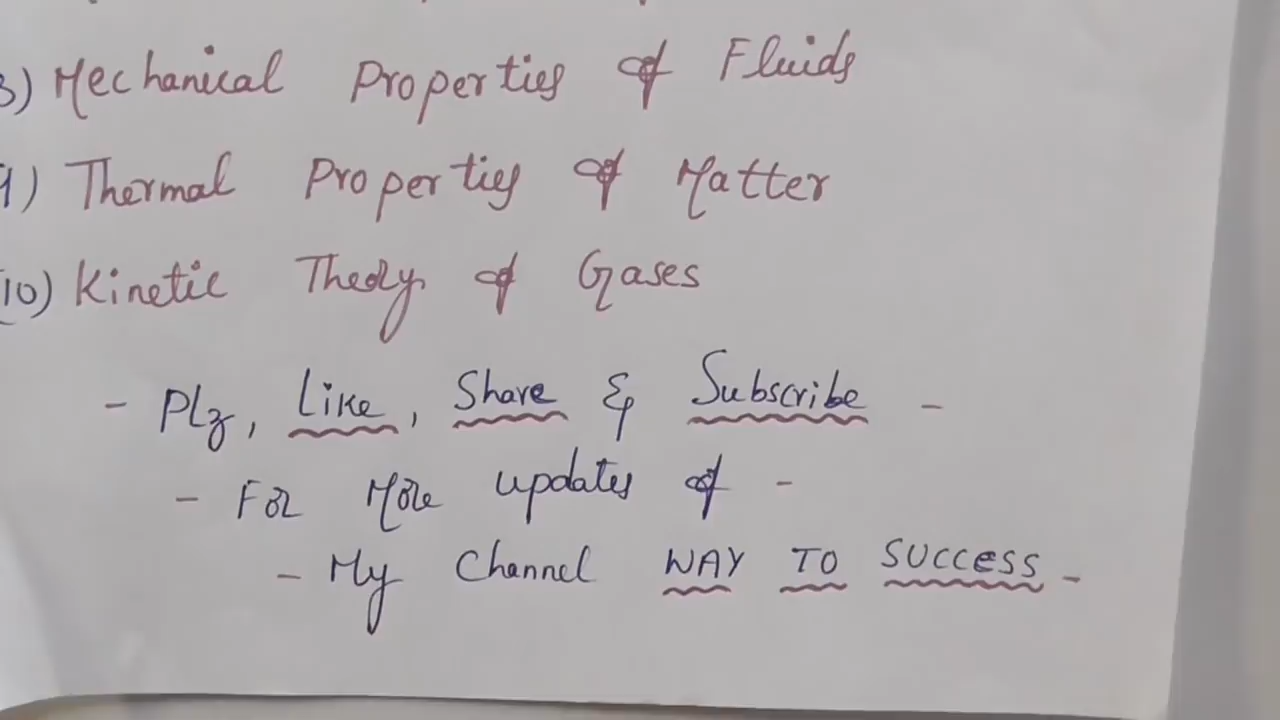 3) Mechanical Properties of Fluids
) Thermal Properties of Matter
(10) Kinetic Theory of Gases
- Plz, Like, Share & Subscribe -
- For More updates of -
- My Channel WAY TO SUCCESS -